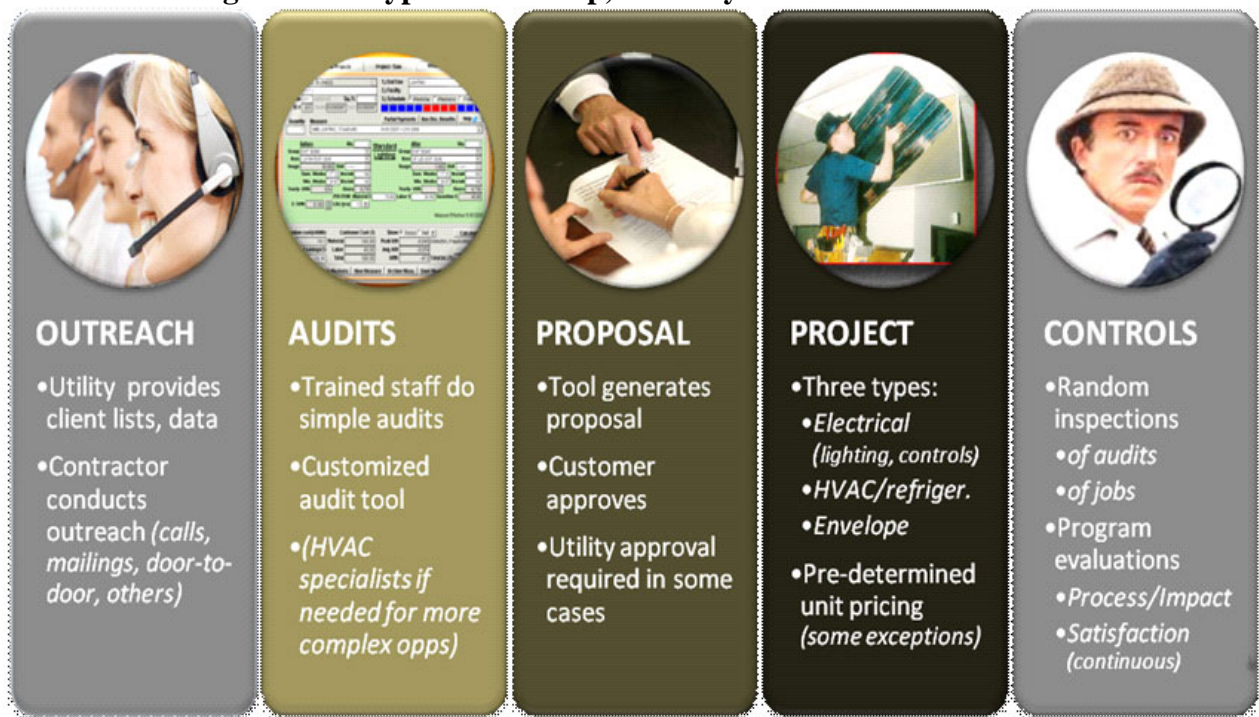 OUTREACH
•Utility provides
client lists, data
•Contractor
conducts
outreach (calls,
mailings, door-to-
door, others)
AUDITS
•Trained staff do
simple audits
•Customized
audit tool
•(HVAC
specialists if
needed for more
complex opps)
PROPOSAL
•Tool generates
proposal
•Customer
approves
•Utility approval
required in some
cases
PROJECT
•Three types:
•Electrical
(lighting, controls)
•HVAC/refriger.
•Envelope
•Pre-determined
unit pricing
(some exceptions)
CONTROLS
•Random
inspections
•of audits
•of jobs
•Program
evaluations
•Process/Impact
•Satisfaction
(continuous)